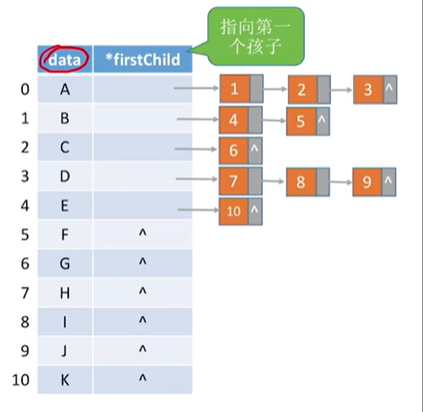 指向第一
个孩子
data *firstChild
0 A 1 2 3 ^
1 B 4 5 ^
2 C 6 ^
3 D 7 8 9 ^
4 E 10 ^
5 F ^
6 G ^
7 H ^
8 I ^
9 J ^
10 K ^